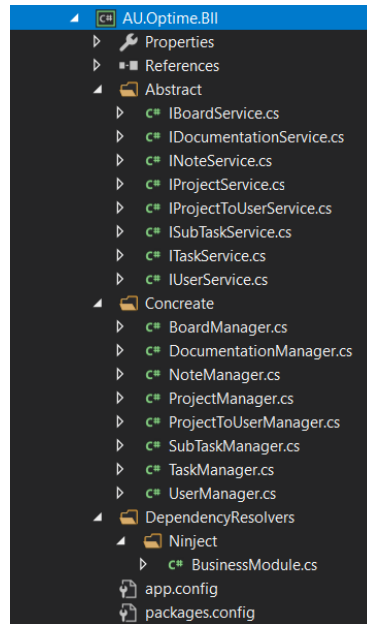 C# AU.Optime.Bll
Properties
References
Abstract
C# IBoardService.cs
C# IDocumentationService.cs
C# INoteService.cs
C# IProjectService.cs
C# IProjectToUserService.cs
C# ISubTaskService.cs
C# ITaskService.cs
C# IUserService.cs
Concreate
C# BoardManager.cs
C# DocumentationManager.cs
C# NoteManager.cs
C# ProjectManager.cs
C# ProjectToUserManager.cs
C# SubTaskManager.cs
C# TaskManager.cs
C# UserManager.cs
DependencyResolvers
Ninject
C# BusinessModule.cs
app.config
packages.config